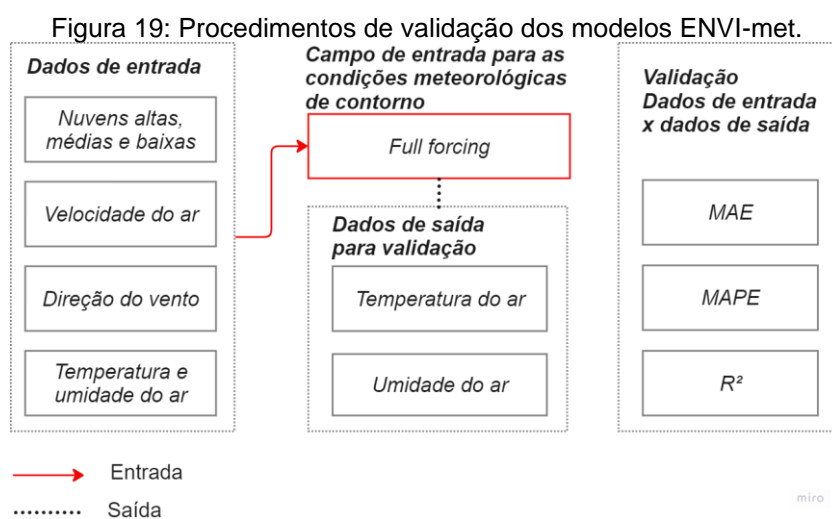 Figura 19: Procedimentos de validação dos modelos ENVI-met.
Dados de entrada
Nuvens altas,
médias e baixas
Velocidade do ar
Direção do vento
Temperatura e
umidade do ar
Campo de entrada para as
condições meteorológicas
de contorno
Full forcing
Dados de saída
para validação
Temperatura do ar
Umidade do ar
Validação
Dados de entrada
x dados de saída
MAE
MAPE
R²
Entrada
Saída
miro